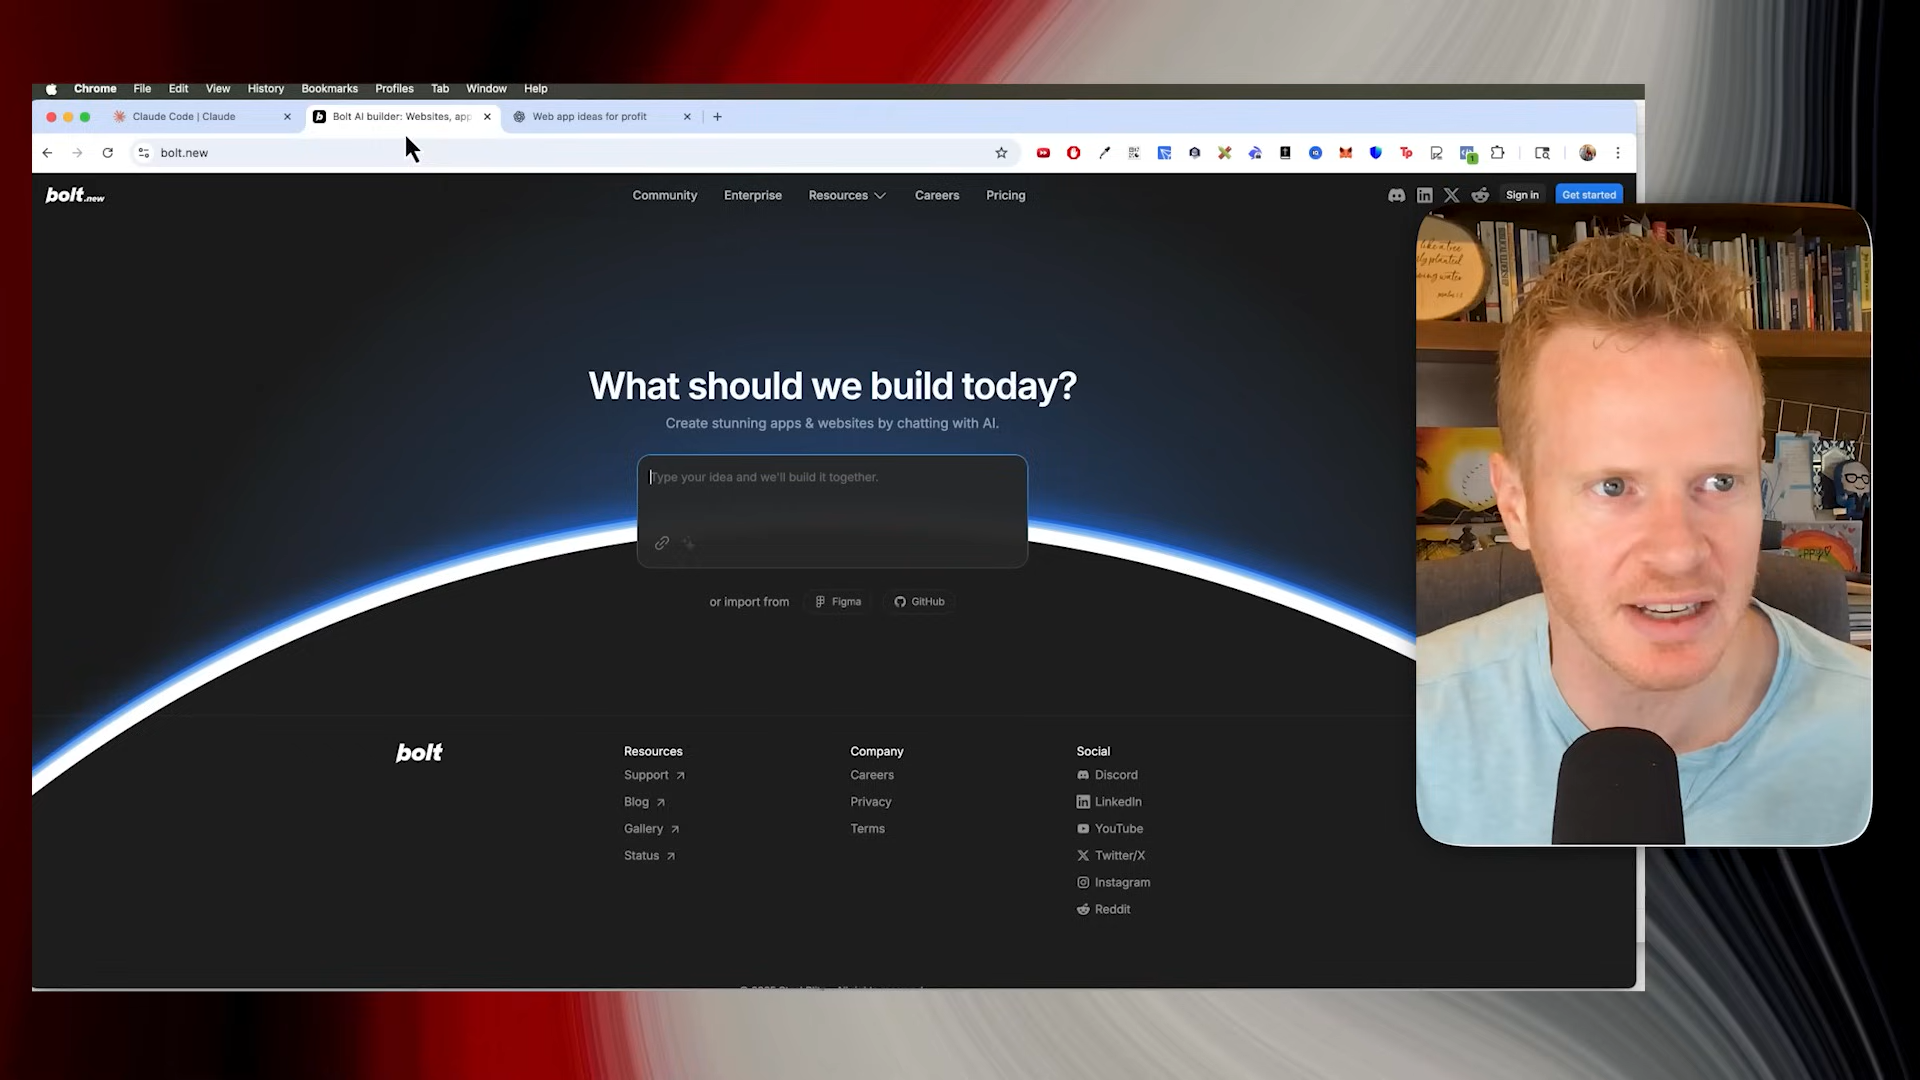 Chrome File Edit View History Bookmarks Profiles Tab Window Help
Claude Code | Claude
Bolt AI builder: Websites, app
Web app ideas for profit
bolt.new
bolt.new
Community
Enterprise
Resources
Careers
Pricing
Sign in
Get started
What should we build today?
Create stunning apps & websites by chatting with AI.
Type your idea and we'll build it together.
or import from
Figma
GitHub
bolt
Resources
Support
Blog
Gallery
Status
Company
Careers
Privacy
Terms
Social
Discord
LinkedIn
YouTube
Twitter/X
Instagram
Reddit
like a tree
planted
water